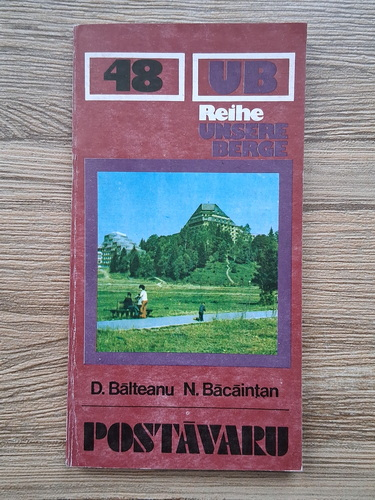 48
UB
Reihe
UNSERE
BERGE
D. Bălteanu N. Băcăințan
POSTĂVARU